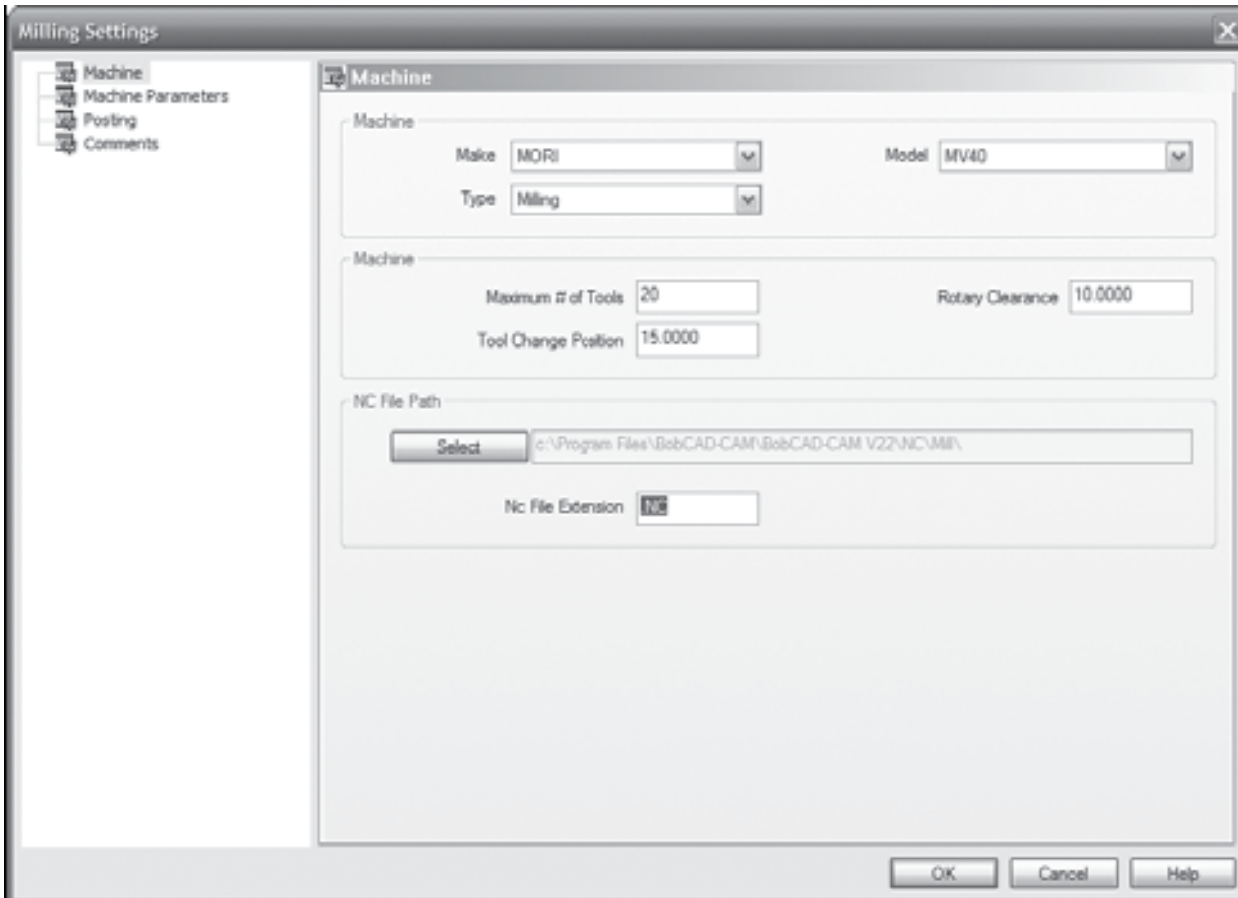 Milling Settings
Machine
Machine Parameters
Posting
Comments
Machine
Machine
Make MORI Model MV40
Type Milling
Machine
Maximum # of Tools 20 Rotary Clearance 10.0000
Tool Change Position 15.0000
NC File Path
Select c:\Program Files\BobCAD-CAM\BobCAD-CAM V22\NC\Mill\
Nc File Extension .NC
OK Cancel Help